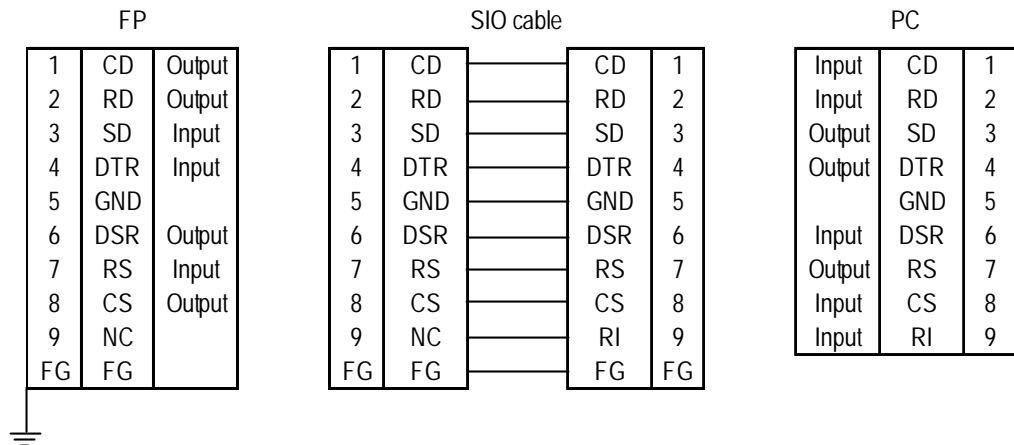 FP SIO cable PC
1 CD Output 1 CD CD 1 Input CD 1
2 RD Output 2 RD RD 2 Input RD 2
3 SD Input 3 SD SD 3 Output SD 3
4 DTR Input 4 DTR DTR 4 Output DTR 4
5 GND 5 GND GND 5 GND 5
6 DSR Output 6 DSR DSR 6 Input DSR 6
7 RS Input 7 RS RS 7 Output RS 7
8 CS Output 8 CS CS 8 Input CS 8
9 NC 9 NC RI 9 Input RI 9
FG FG FG FG FG FG